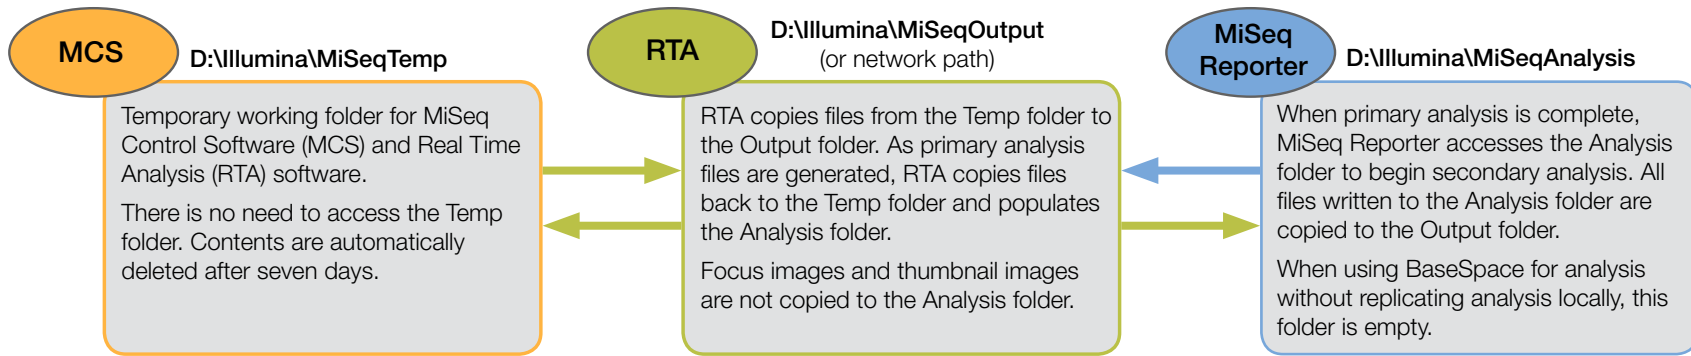 MCS
D:\Illumina\MiSeqTemp
Temporary working folder for MiSeq
Control Software (MCS) and Real Time
Analysis (RTA) software.
There is no need to access the Temp
folder. Contents are automatically
deleted after seven days.
RTA
D:\Illumina\MiSeqOutput
(or network path)
RTA copies files from the Temp folder to
the Output folder. As primary analysis
files are generated, RTA copies files
back to the Temp folder and populates
the Analysis folder.
Focus images and thumbnail images
are not copied to the Analysis folder.
MiSeq
Reporter
D:\Illumina\MiSeqAnalysis
When primary analysis is complete,
MiSeq Reporter accesses the Analysis
folder to begin secondary analysis. All
files written to the Analysis folder are
copied to the Output folder.
When using BaseSpace for analysis
without replicating analysis locally, this
folder is empty.